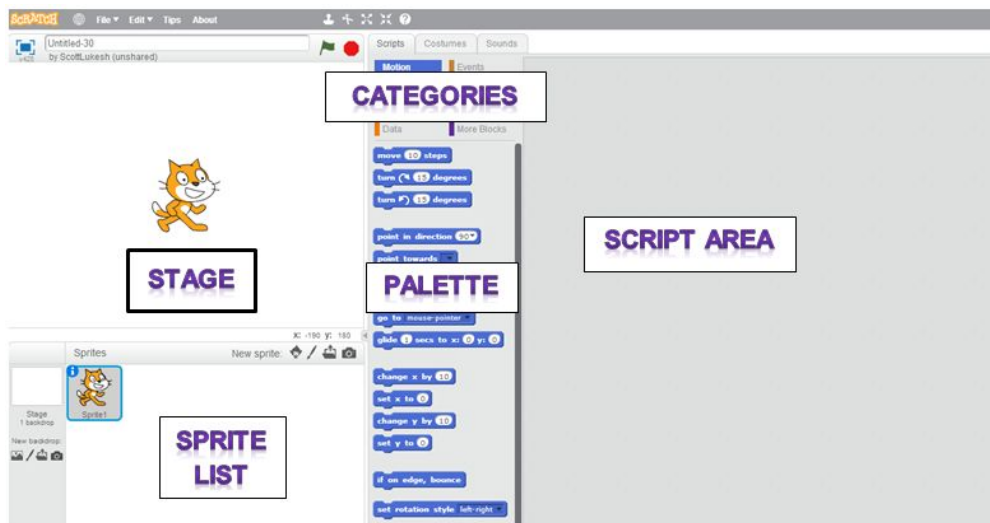 SCRATCH File Edit Tips About
Untitled-30
by ScottLukesh (unshared)
Scripts Costumes Sounds
Motion Events
CATEGORIES
Data More Blocks
move 10 steps
turn 15 degrees
turn 15 degrees
point in direction 90
point towards
STAGE
PALETTE
SCRIPT AREA
go to mouse-pointer
glide 1 secs to x: 0 y: 0
X: -190 y: 180
Sprites New sprite:
change x by 10
set x to 0
change y by 10
set y to 0
if on edge, bounce
set rotation style left-right
Stage
1 backdrop
New backdrop:
Sprite1
SPRITE
LIST